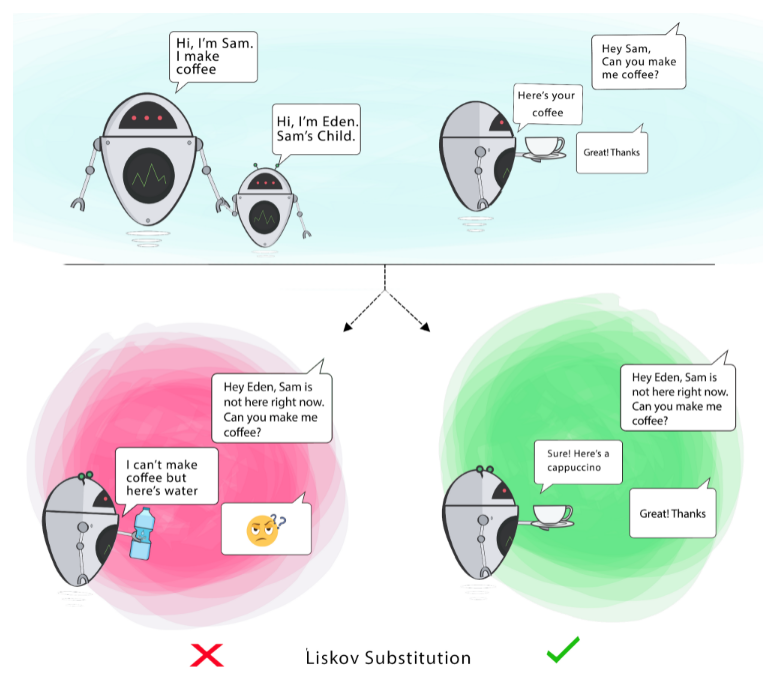 Hi, I'm Sam.
I make
coffee
Hi, I'm Eden.
Sam's Child.
Hey Sam,
Can you make
me coffee?
Here's your
coffee
Great! Thanks
Hey Eden, Sam is
not here right now.
Can you make me
coffee?
I can't make
coffee but
here's water
??
Hey Eden, Sam is
not here right now.
Can you make me
coffee?
Sure! Here's a
cappuccino
Great! Thanks
Liskov Substitution